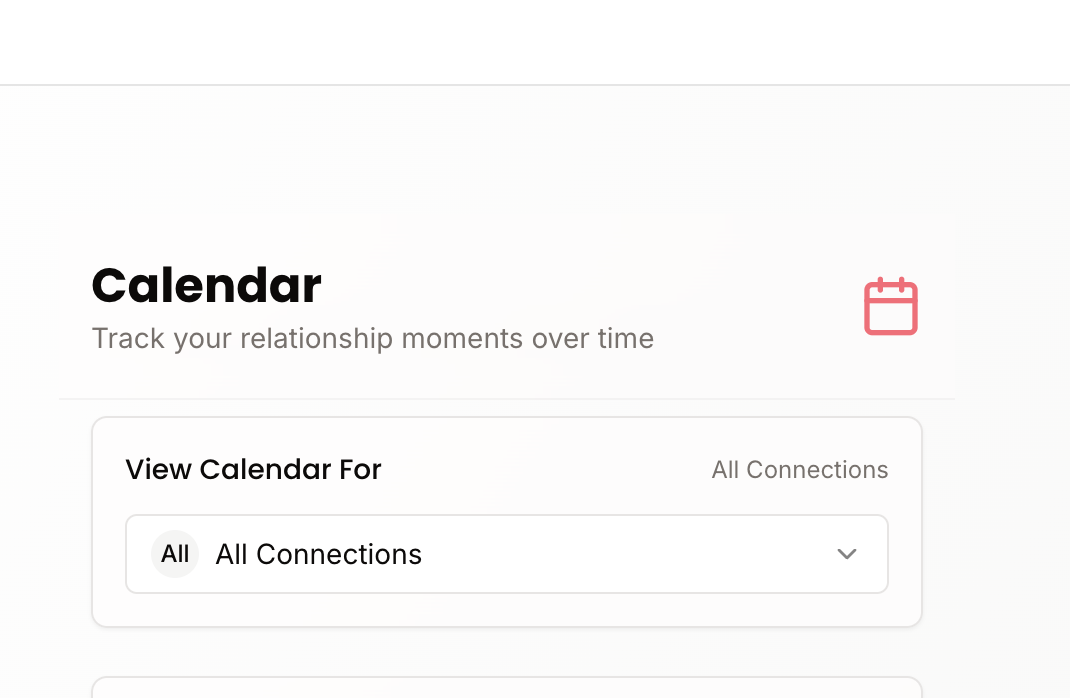 Calendar
Track your relationship moments over time
View Calendar For
All Connections
All All Connections